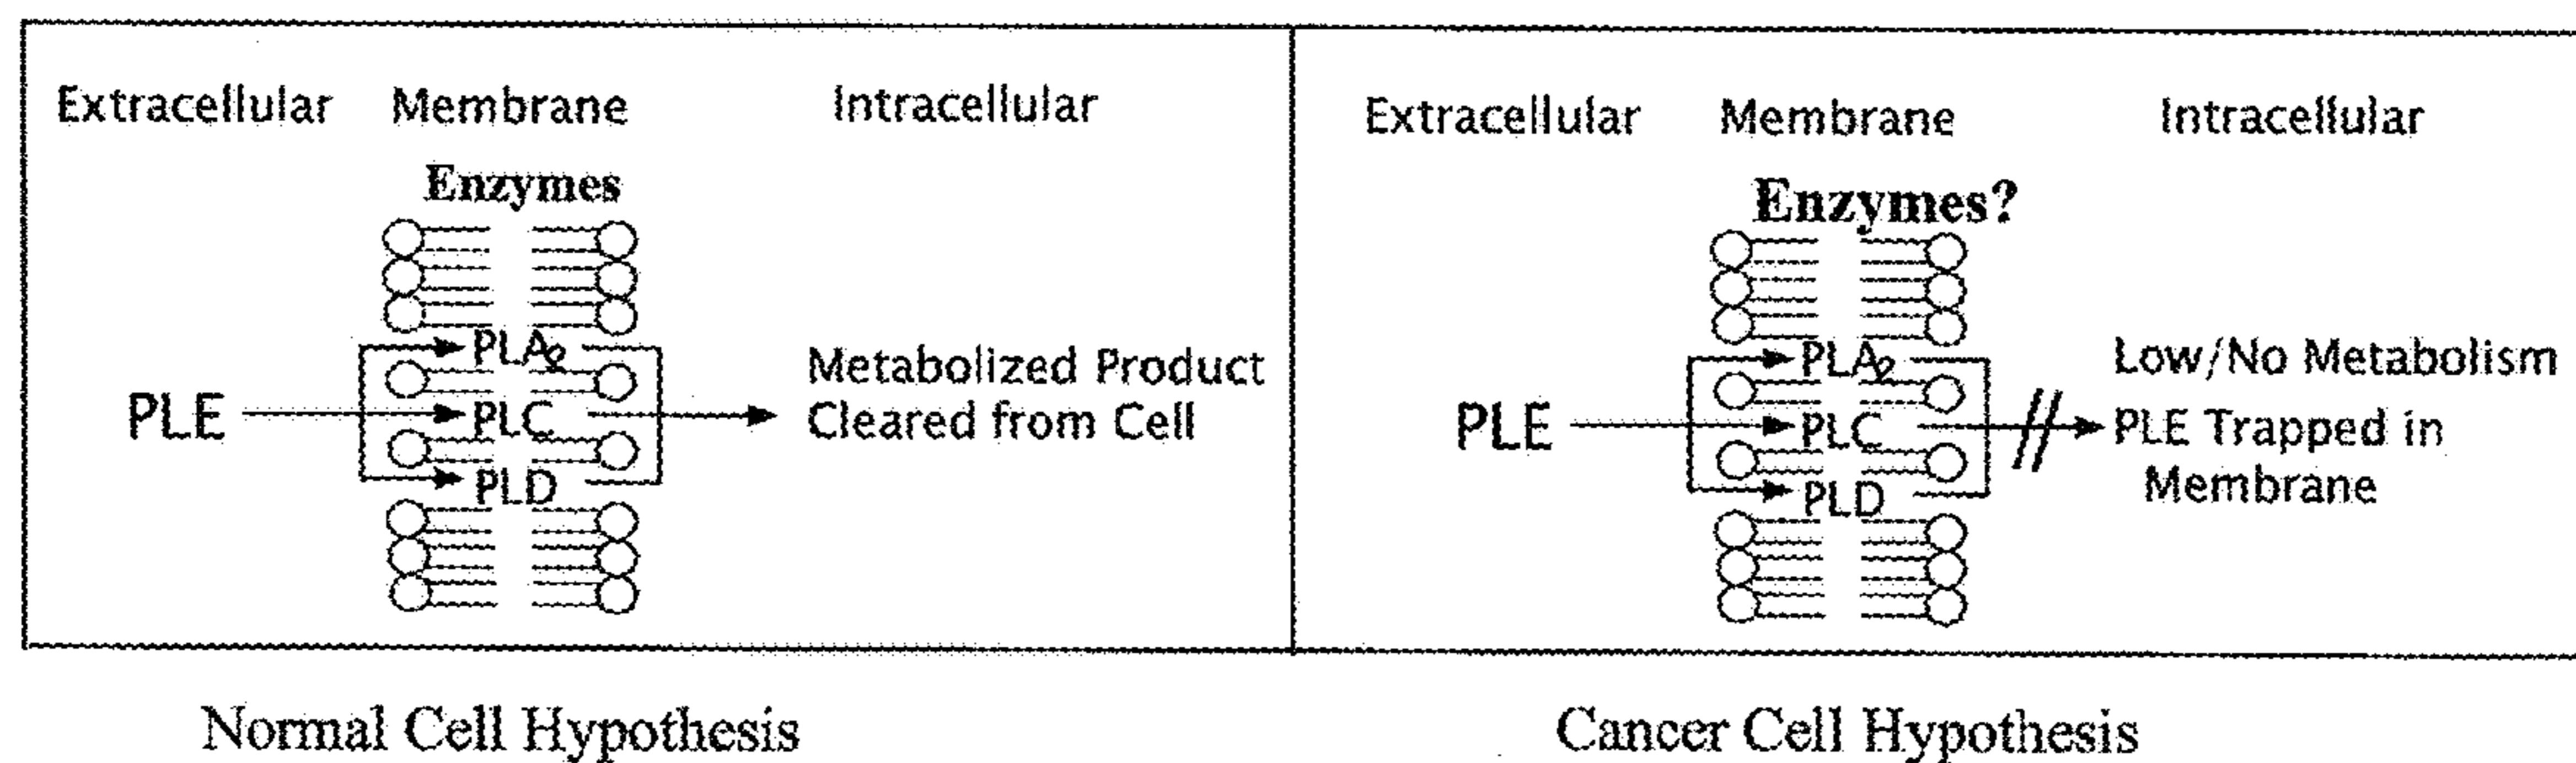 Extracellular Membrane Intracellular
Enzymes
PLA2
PLE PLC
PLD
Metabolized Product
Cleared from Cell
Normal Cell Hypothesis
Extracellular Membrane Intracellular
Enzymes?
PLA2
PLE PLC
PLD
Low/No Metabolism
PLE Trapped in
Membrane
Cancer Cell Hypothesis